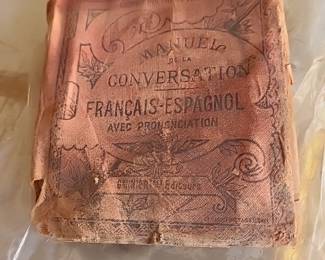 MANUEL
DE LA
CONVERSATION
FRANÇAIS-ESPAGNOL
AVEC PRONONCIATION